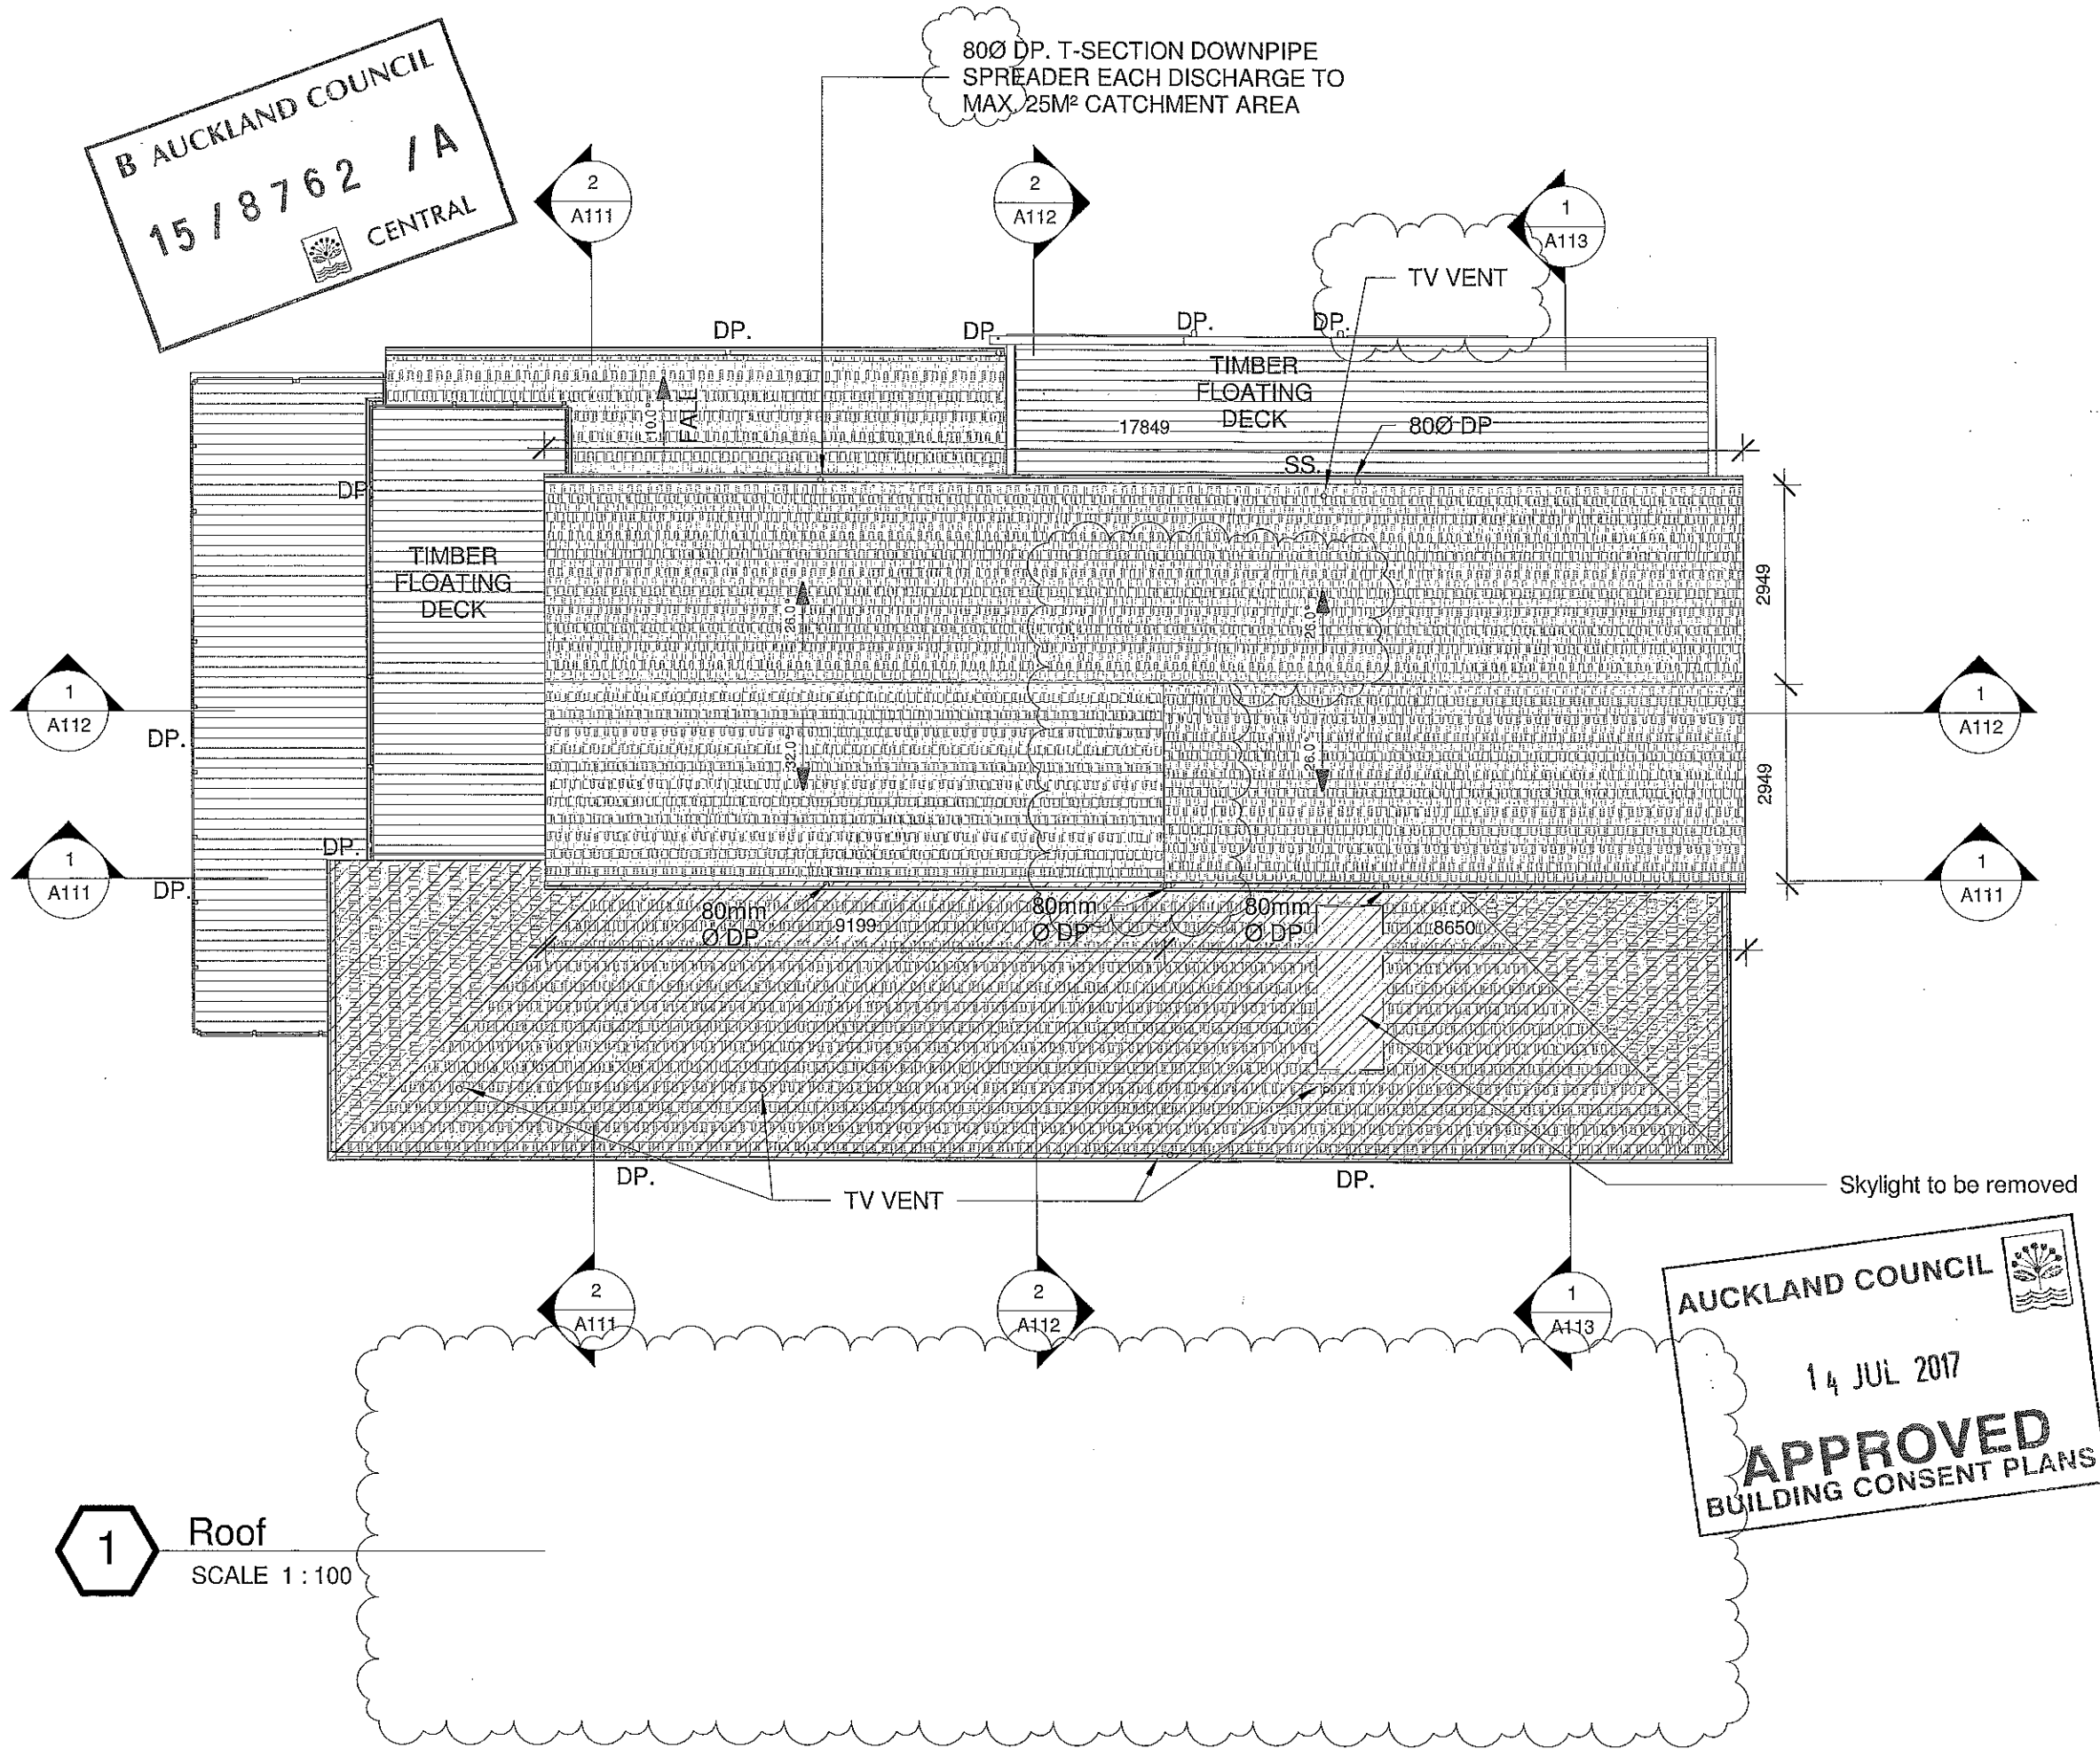 80Ø DP. T-SECTION DOWNPIPE
SPREADER EACH DISCHARGE TO
MAX. 25M² CATCHMENT AREA
B AUCKLAND COUNCIL
15/8762 /A
CENTRAL
2
A111
2
A112
1
A113
TV VENT
DP.
DP.
DP.
DP.
TIMBER
FLOATING
DECK
10.0°
FALL
17849
80Ø DP
SS.
DP
TIMBER
FLOATING
DECK
26.0°
26.0°
2949
1
A112
DP.
1
A112
32.0°
26.0°
2949
DP.
1
A111
DP.
1
A111
80mm
Ø DP
9199
80mm
Ø DP
80mm
Ø DP
8650
DP.
TV VENT
DP.
Skylight to be removed
2
A111
2
A112
1
A113
AUCKLAND COUNCIL
14 JUL 2017
APPROVED
BUILDING CONSENT PLANS
1
Roof
SCALE 1 : 100